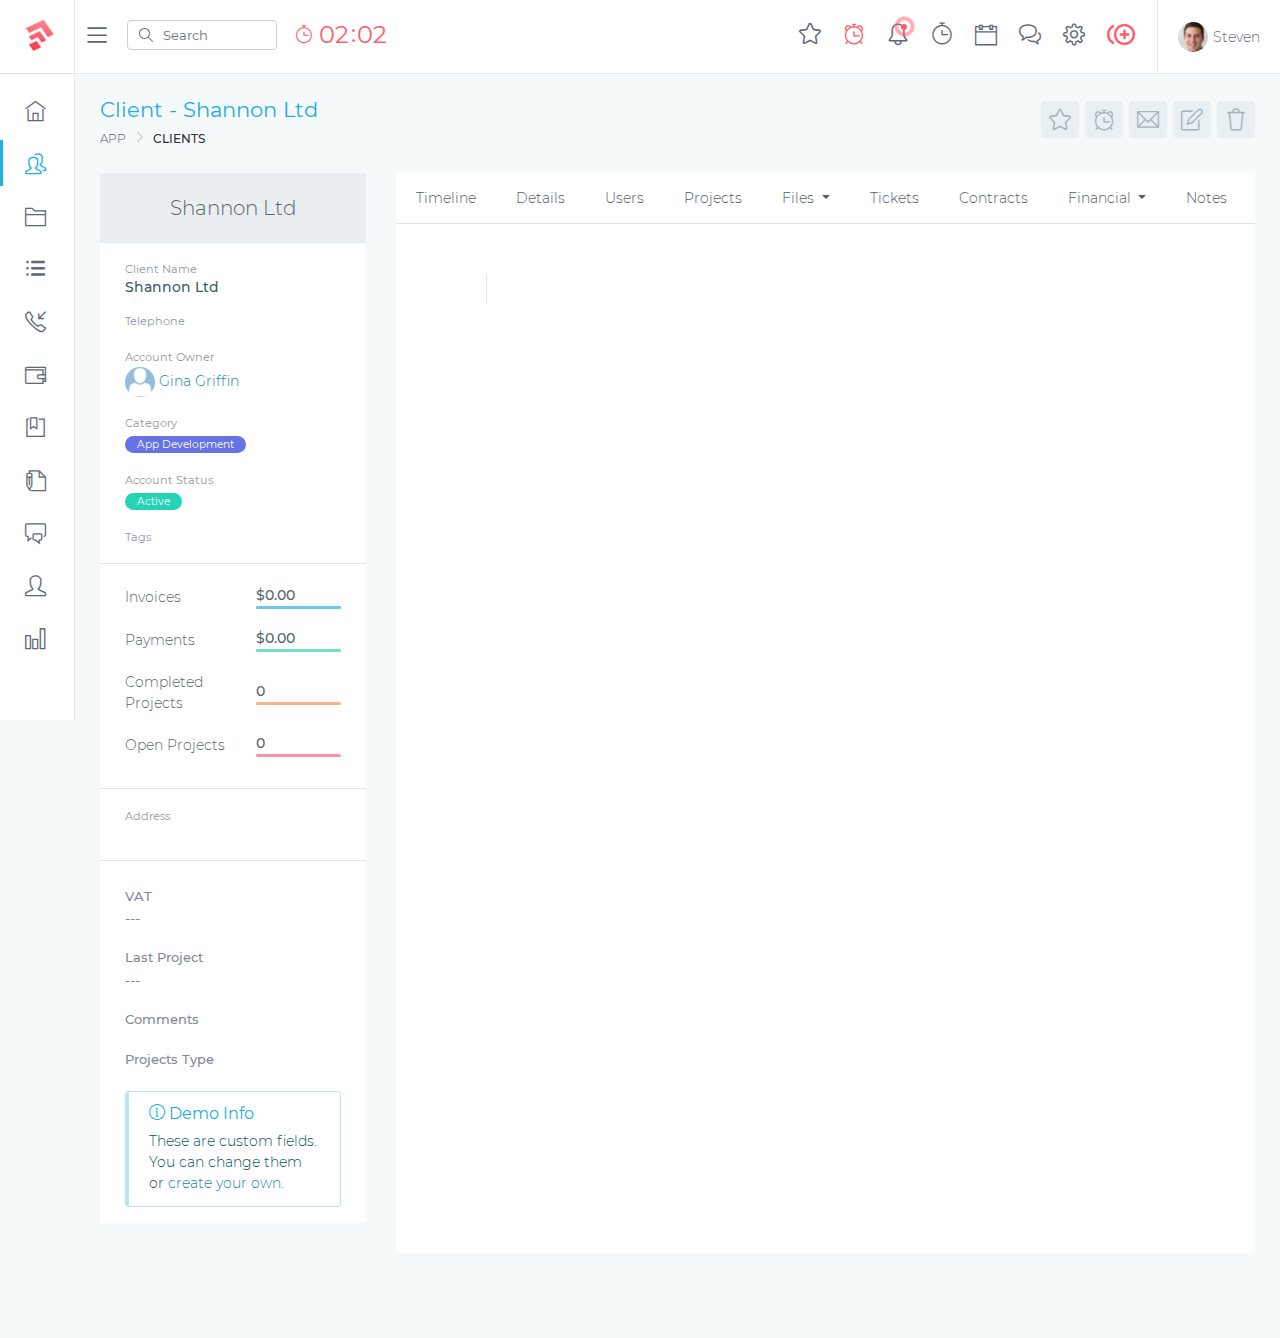 Search
02:02
Steven
Client - Shannon Ltd
APP
CLIENTS
Shannon Ltd
Timeline
Details
Users
Projects
Files
Tickets
Contracts
Financial
Notes
Client Name
Shannon Ltd
Telephone
Account Owner
Gina Griffin
Category
App Development
Account Status
Active
Tags
Invoices
$0.00
Payments
$0.00
Completed
Projects
0
Open Projects
0
Address
VAT
---
Last Project
---
Comments
Projects Type
Demo Info
These are custom fields.
You can change them
or create your own.